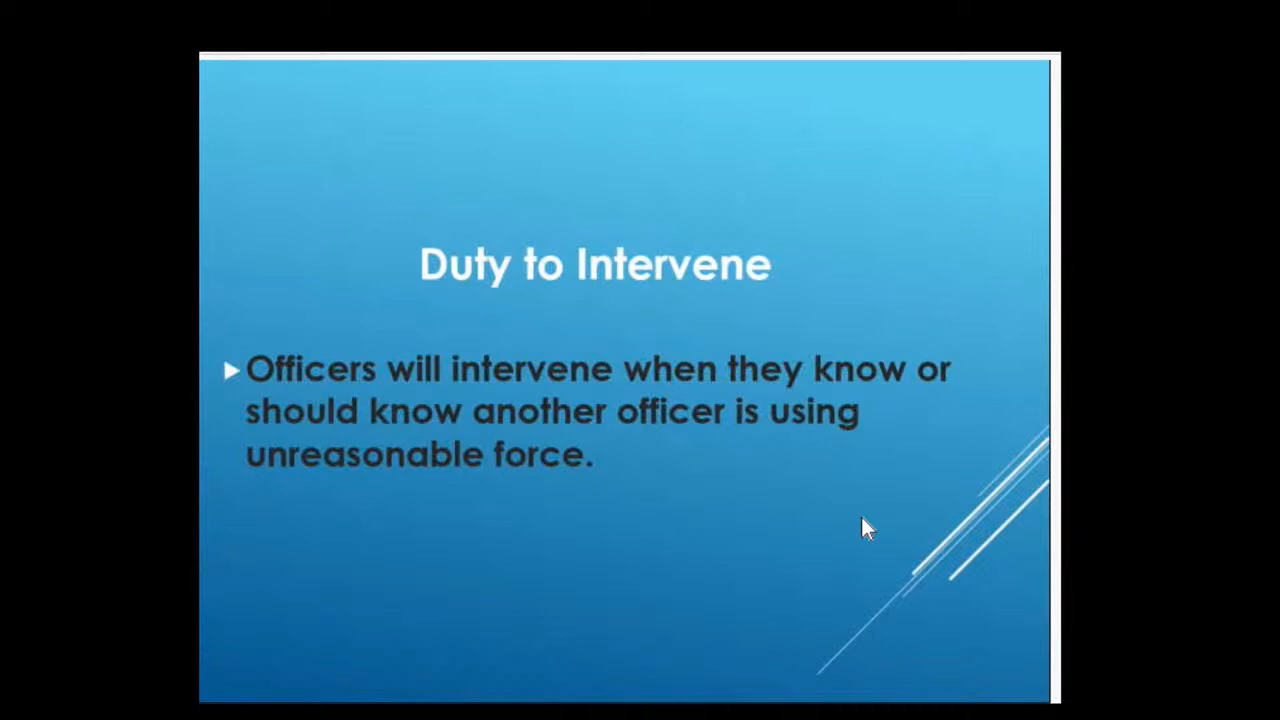 Duty to Intervene
Officers will intervene when they know or
should know another officer is using
unreasonable force.